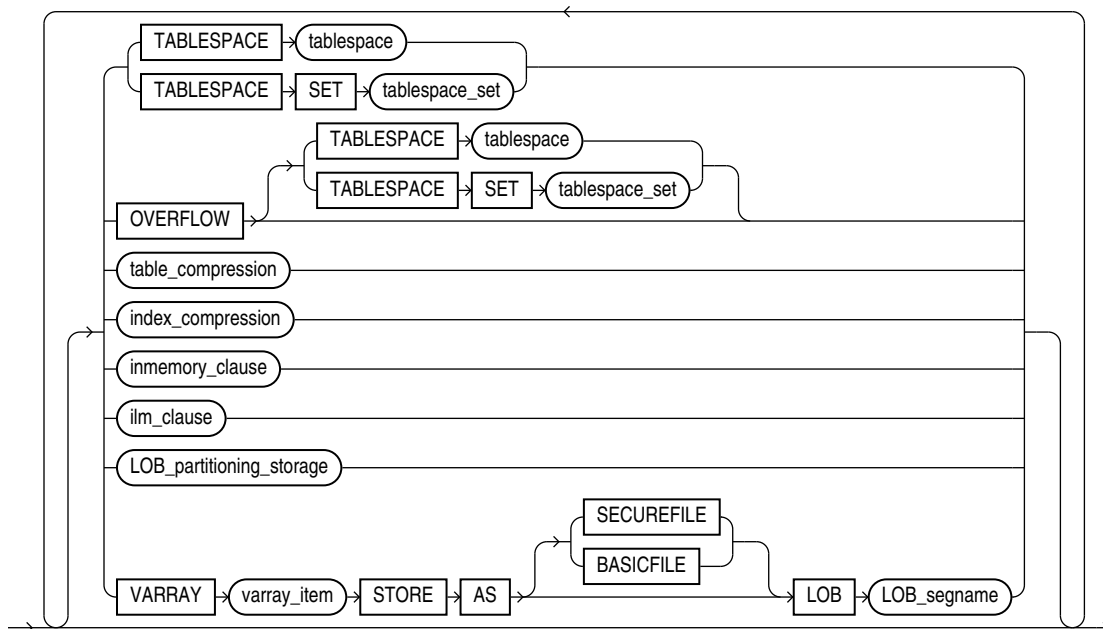 TABLESPACE tablespace
TABLESPACE SET tablespace_set
TABLESPACE tablespace
TABLESPACE SET tablespace_set
OVERFLOW
table_compression
index_compression
inmemory_clause
ilm_clause
LOB_partitioning_storage
SECUREFILE
BASICFILE
VARRAY varray_item STORE AS LOB LOB_segname